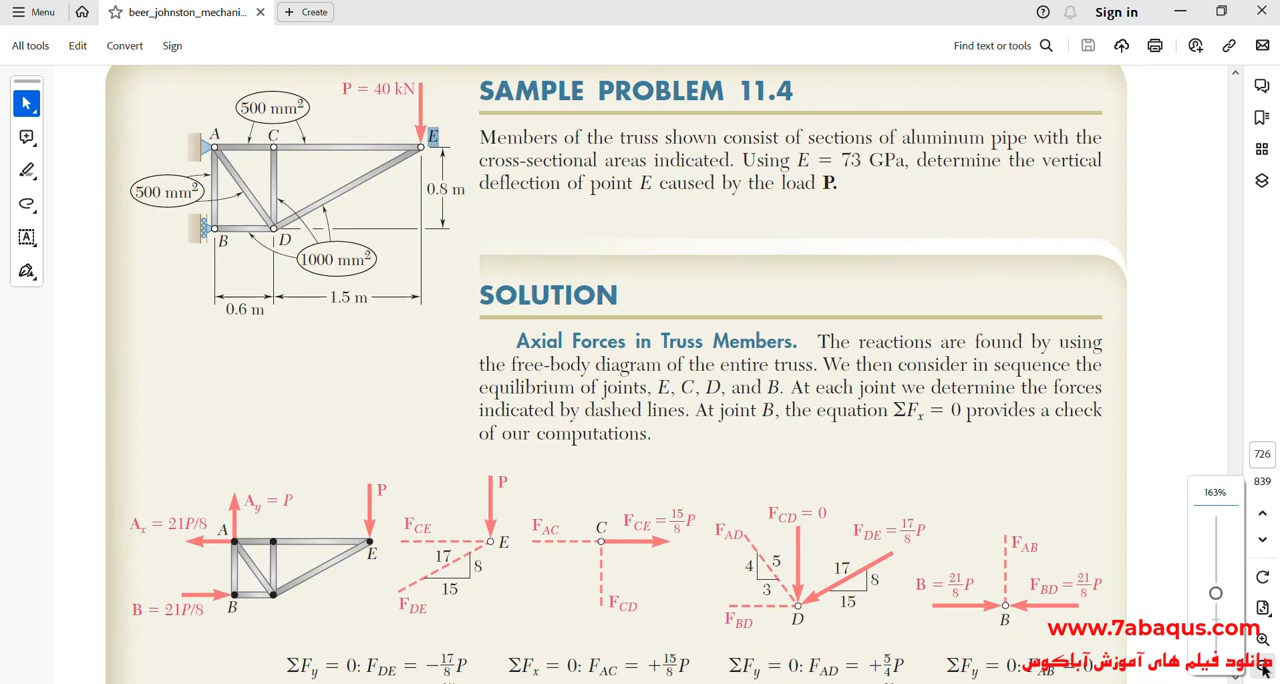 Menu
beer_johnston_mechani...
Create
Sign in
All tools
Edit
Convert
Sign
Find text or tools
P = 40 kN
500 mm²
A
C
E
500 mm²
0.8 m
B
D
1000 mm²
1.5 m
0.6 m
SAMPLE PROBLEM 11.4
Members of the truss shown consist of sections of aluminum pipe with the
cross-sectional areas indicated. Using E = 73 GPa, determine the vertical
deflection of point E caused by the load P.
SOLUTION
Axial Forces in Truss Members. The reactions are found by using
the free-body diagram of the entire truss. We then consider in sequence the
equilibrium of joints, E, C, D, and B. At each joint we determine the forces
indicated by dashed lines. At joint B, the equation ΣFx = 0 provides a check
of our computations.
Ay = P
P
Ax = 21P/8
A
E
B = 21P/8
B
P
FCE
E
17
8
15
FDE
FAC
C
FCE = 15/8 P
FCD
FCD = 0
FAD
FDE = 17/8 P
4
5
3
17
8
15
FBD
D
FAB
B = 21/8 P
FBD = 21/8 P
B
ΣFy = 0: FDE = −17/8 P
ΣFx = 0: FAC = +15/8 P
ΣFy = 0: FAD = +5/4 P
ΣFy = 0: FAB = 0
726
839
163%
www.7abaqus.com
دانلود فیلم های آموزش آباکوس